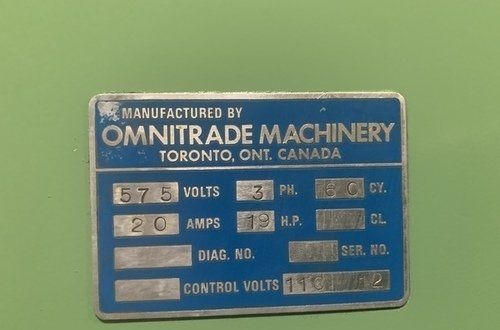 MANUFACTURED BY
OMNITRADE MACHINERY
TORONTO, ONT. CANADA
575 VOLTS 3 PH. 60 CY.
20 AMPS 19 H.P. CL.
DIAG. NO. SER. NO.
CONTROL VOLTS 110